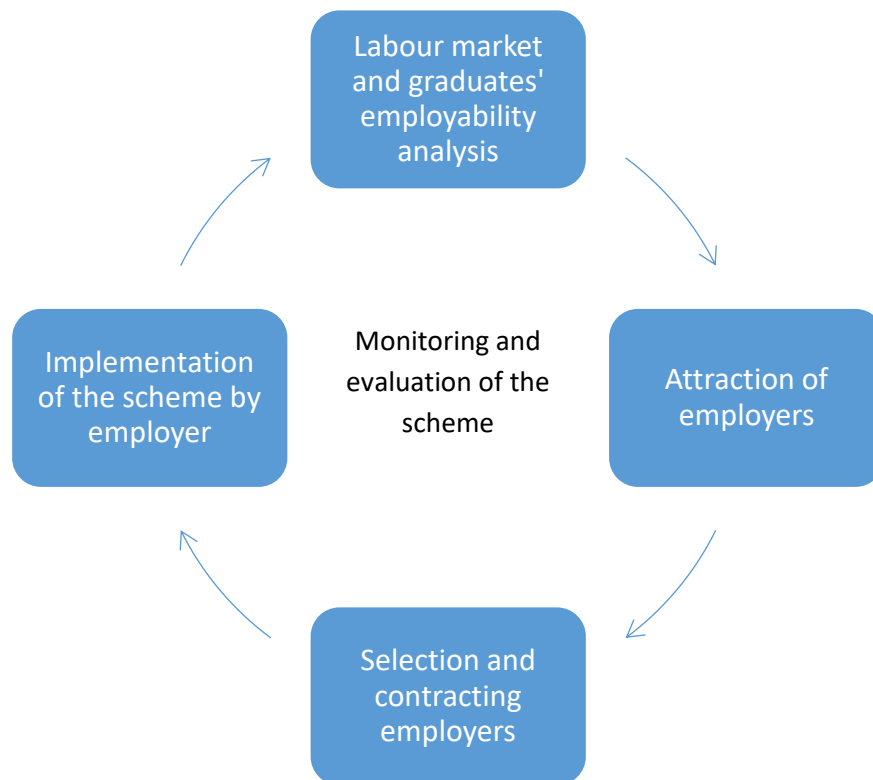 Labour market
and graduates'
employability
analysis
Attraction of
employers
Selection and
contracting
employers
Implementation
of the scheme by
employer
Monitoring and
evaluation of the
scheme